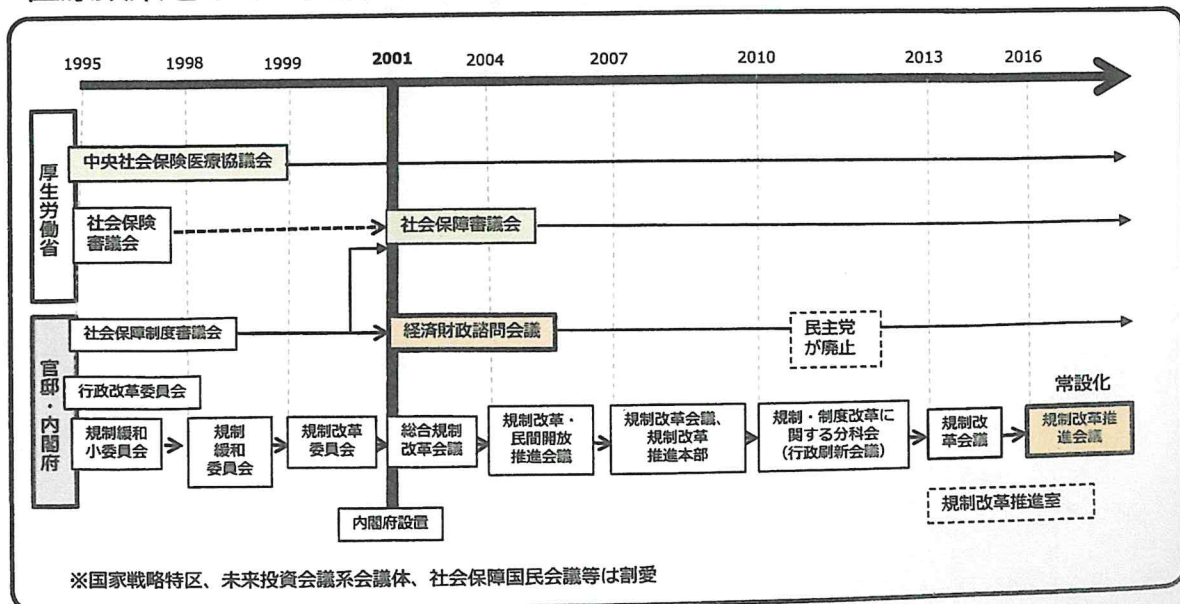 1995 1998 1999 2001 2004 2007 2010 2013 2016
厚生労働省
中央社会保険医療協議会
社会保険
審議会
社会保障審議会
官邸・内閣府
社会保障制度審議会
経済財政諮問会議
民主党
が廃止
行政改革委員会
規制緩和
小委員会
規制
緩和
委員会
規制改革
委員会
総合規制
改革会議
規制改革・
民間開放
推進会議
規制改革会議、
規制改革
推進本部
規制・制度改革に
関する分科会
(行政刷新会議)
規制改
革会議
常設化
規制改革推
進会議
規制改革推進室
内閣府設置
※国家戦略特区、未来投資会議系会議体、社会保障国民会議等は割愛